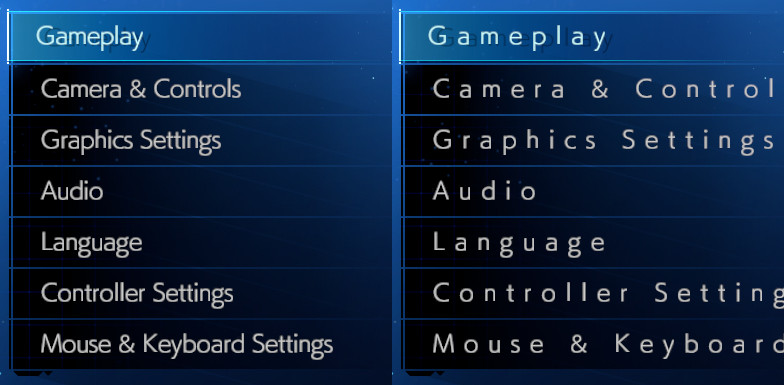 Gameplay
Camera & Controls
Graphics Settings
Audio
Language
Controller Settings
Mouse & Keyboard Settings
Gameplay
Camera & Control
Graphics Settings
Audio
Language
Controller Setting
Mouse & Keyboard